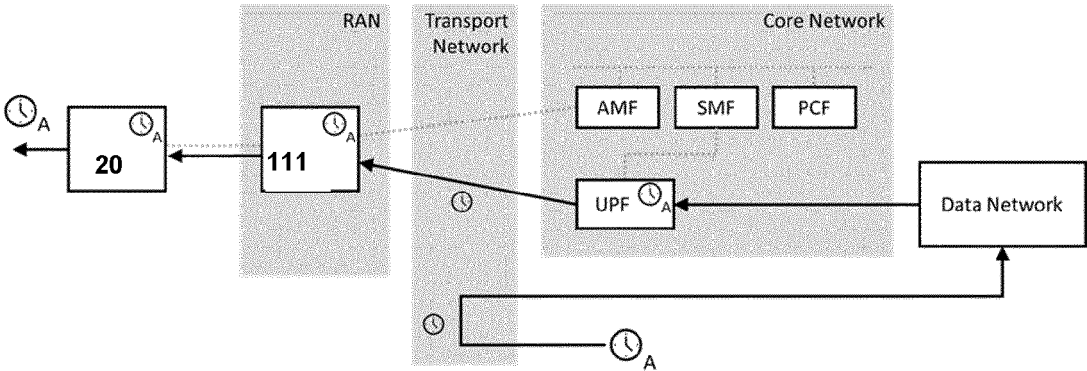 RAN
Transport
Network
Core Network
AMF
SMF
PCF
A
A
20
A
111
UPF
A
Data Network
A